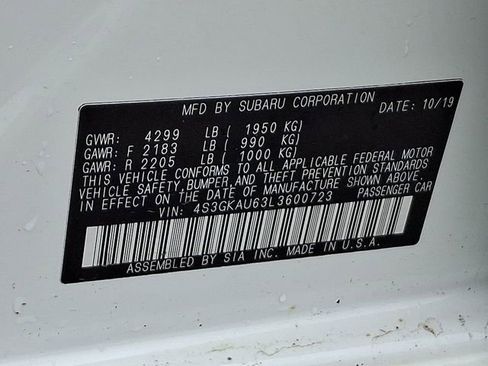 MFD BY SUBARU CORPORATION DATE: 10/19
GVWR: 4299 LB ( 1950 KG)
GAWR: F 2183 LB ( 990 KG)
GAWR: R 2205 LB ( 1000 KG)
THIS VEHICLE CONFORMS TO ALL APPLICABLE FEDERAL MOTOR
VEHICLE SAFETY, BUMPER, AND THEFT PREVENTION STANDARDS
IN EFFECT ON THE DATE OF MANUFACTURE SHOWN ABOVE.
VIN: 4S3GKAU63L3600723 PASSENGER CAR
ASSEMBLED BY SIA INC. MADE IN U.S.A.